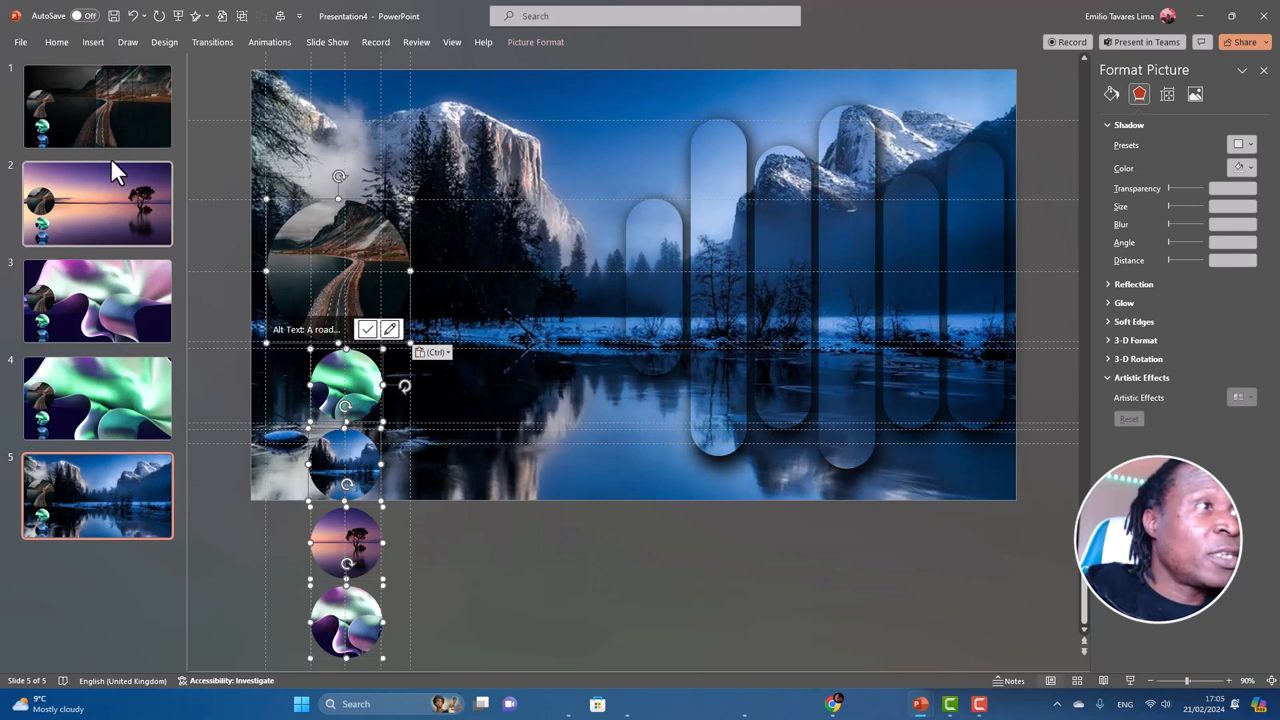 AutoSave Off Presentation4 - PowerPoint Search Emilio Tavares Lima
File Home Insert Draw Design Transitions Animations Slide Show Record Review View Help Picture Format Record Present in Teams Share
Format Picture
1
Shadow
Presets
Color
2
Transparency
Size
Blur
Angle
Distance
3
Reflection
Glow
Soft Edges
Alt Text: A road...
3-D Format
(Ctrl)
4
3-D Rotation
Artistic Effects
Artistic Effects
Reset
5
Slide 5 of 5 English (United Kingdom) Accessibility: Investigate Notes 90%
9°C
Mostly cloudy
Search
ENG
17:05
21/02/2024